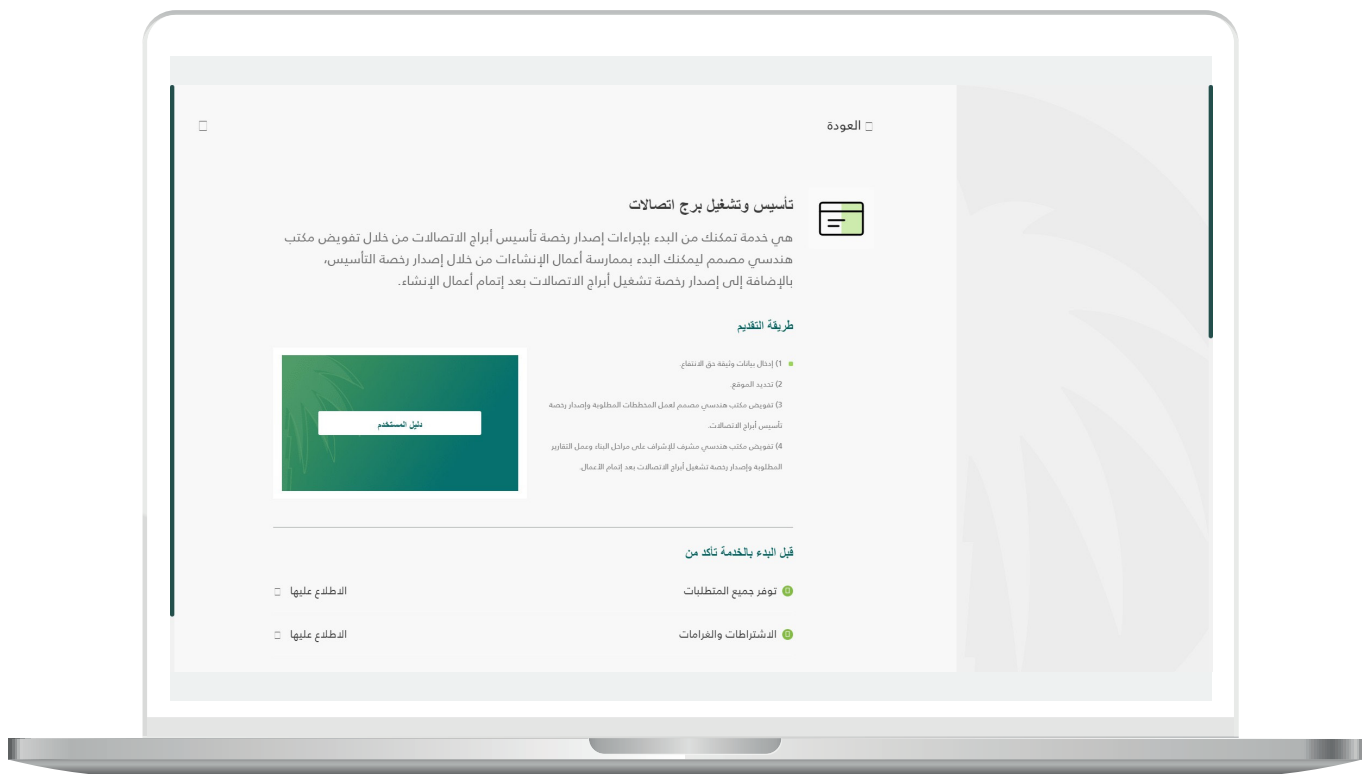 العودة
تأسيس وتشغيل برج اتصالات
هي خدمة تمكنك من البدء بإجراءات إصدار رخصة تأسيس أبراج الاتصالات من خلال تفويض مكتب
هندسي مصمم ليمكنك البدء بممارسة أعمال الإنشاءات من خلال إصدار رخصة التأسيس،
بالإضافة إلى إصدار رخصة تشغيل أبراج الاتصالات بعد إتمام أعمال الإنشاء.
طريقة التقديم
1) إدخال بيانات وثيقة حق الانتفاع.
2) تحديد الموقع.
3) تفويض مكتب هندسي مصمم لعمل المخططات المطلوبة وإصدار رخصة
تأسيس أبراج الاتصالات.
4) تفويض مكتب هندسي مشرف للإشراف على مراحل البناء وعمل التقارير
المطلوبة وإصدار رخصة تشغيل أبراج الاتصالات بعد إتمام الأعمال.
دليل المستخدم
قبل البدء بالخدمة تأكد من
توفر جميع المتطلبات
الاطلاع عليها
الاشتراطات والغرامات
الاطلاع عليها